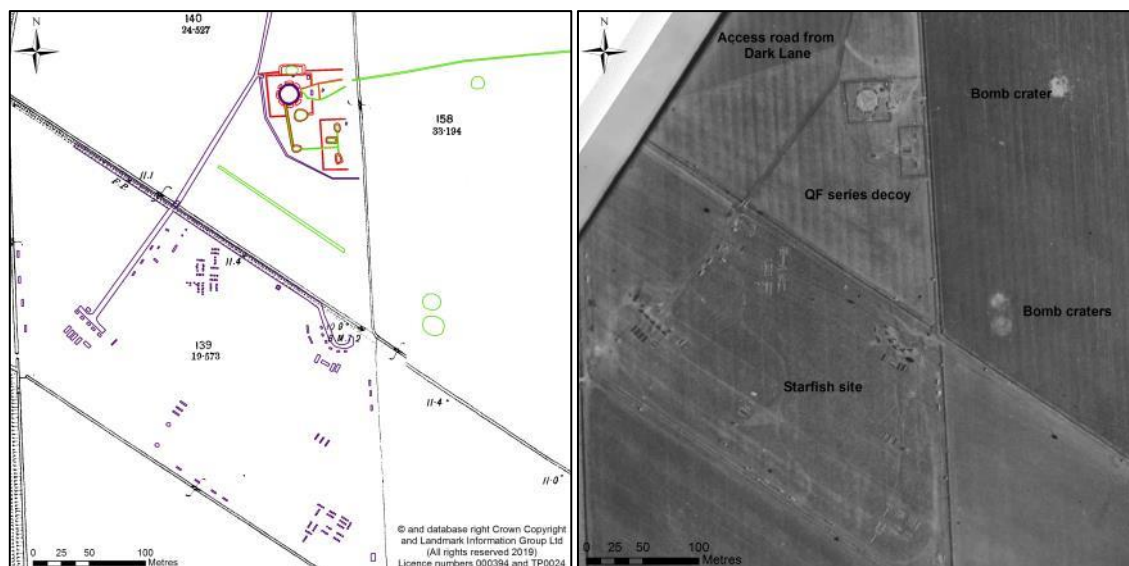 N
140
24·527
158
33·194
11.1
F.P.
11.4
139
19·573
11·4
11·0
© and database right Crown Copyright
and Landmark Information Group Ltd
(All rights reserved 2019)
Licence numbers 000394 and TP0024
0 25 50 100
Metres
N
Access road from
Dark Lane
Bomb crater
QF series decoy
Bomb craters
Starfish site
0 25 50 100
Metres